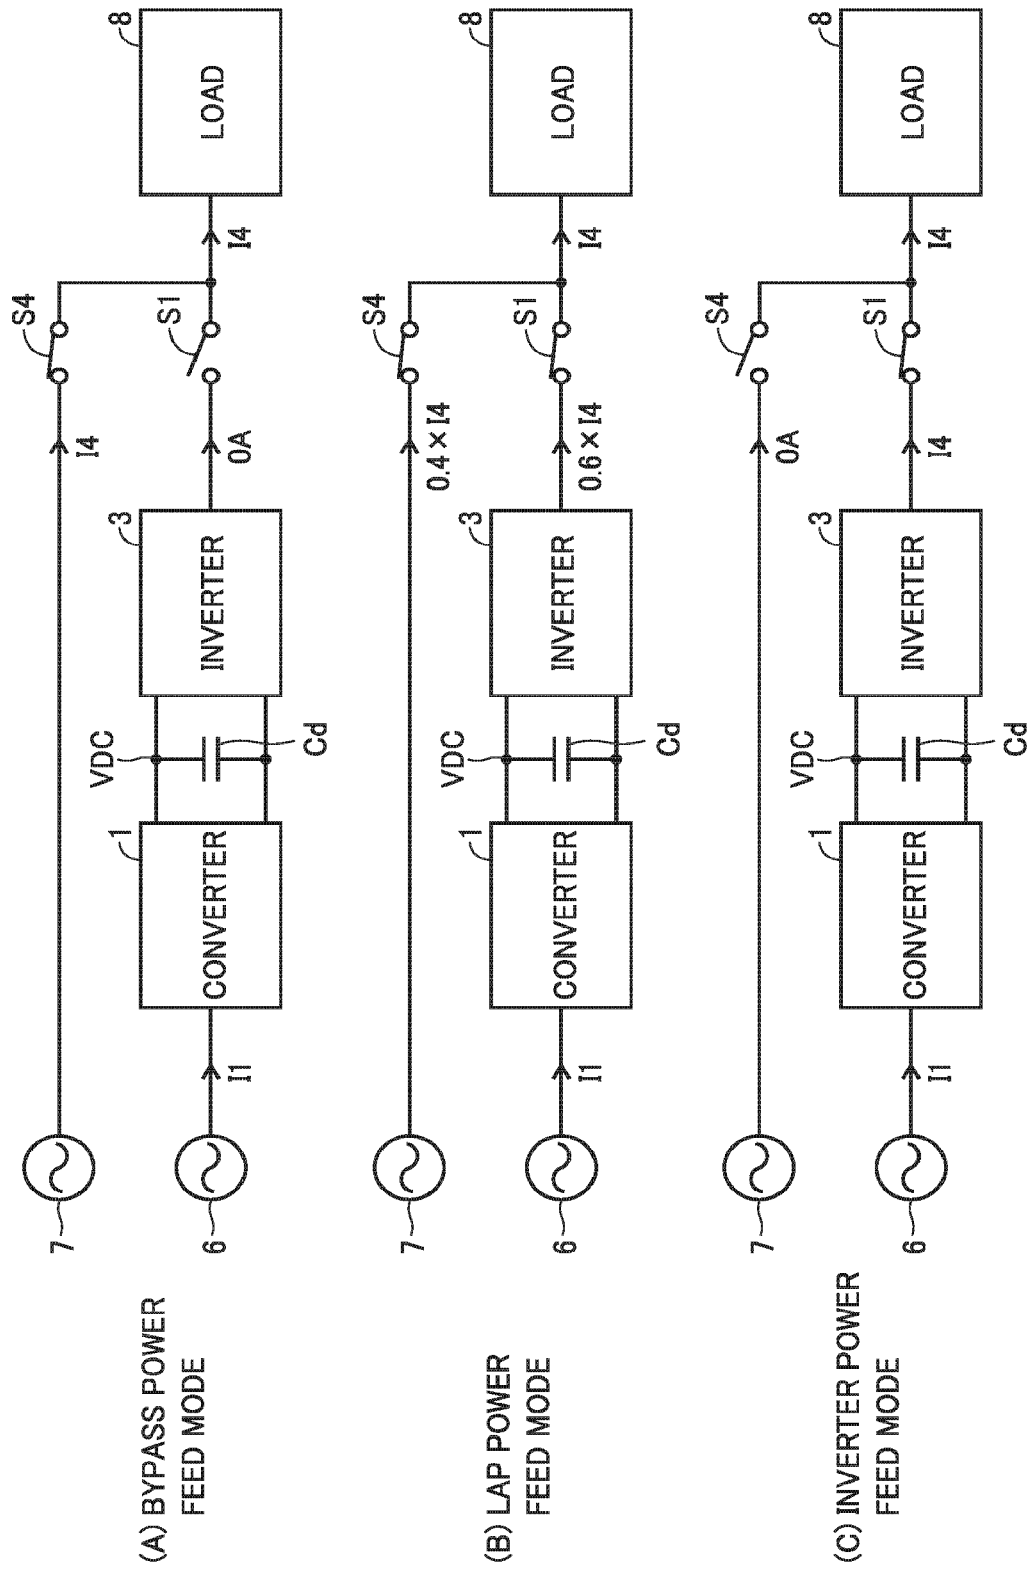 (A) BYPASS POWER
FEED MODE
7
I4
S4
6
I1
1
CONVERTER
VDC
Cd
3
INVERTER
0A
S1
I4
8
LOAD
(B) LAP POWER
FEED MODE
7
0.4×I4
S4
6
I1
1
CONVERTER
VDC
Cd
3
INVERTER
0.6×I4
S1
I4
8
LOAD
(C) INVERTER POWER
FEED MODE
7
0A
S4
6
I1
1
CONVERTER
VDC
Cd
3
INVERTER
I4
S1
I4
8
LOAD